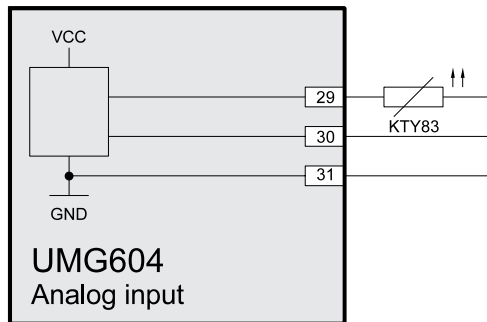 VCC
29
KTY83
30
31
GND
UMG604
Analog input